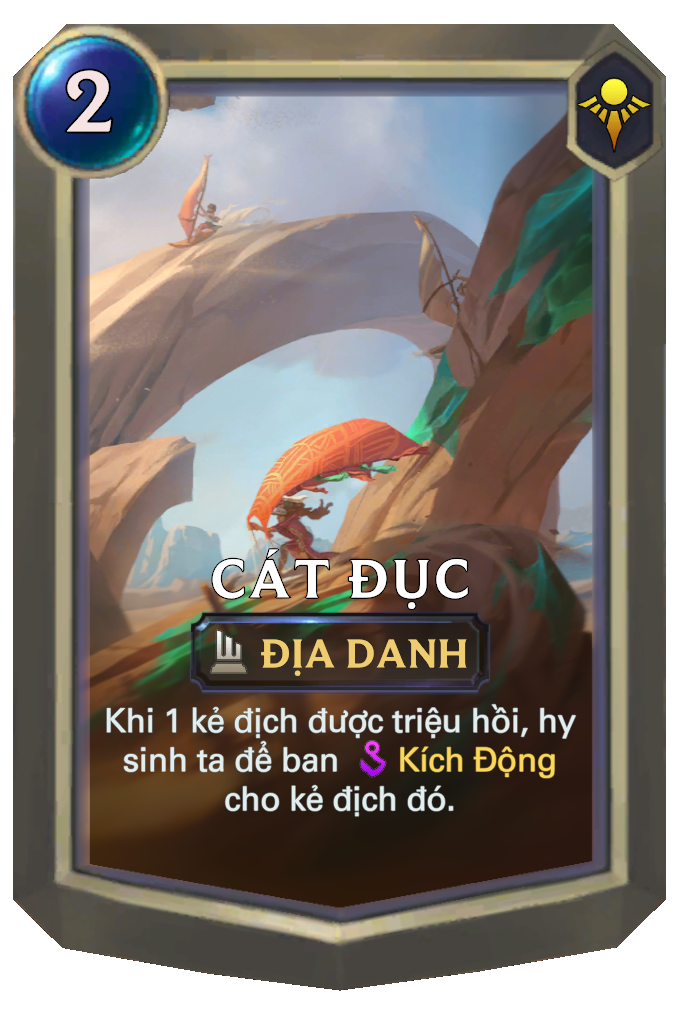 2
CÁT ĐỤC
ĐỊA DANH
Khi 1 kẻ địch được triệu hồi, hy
sinh ta để ban Kích Động
cho kẻ địch đó.